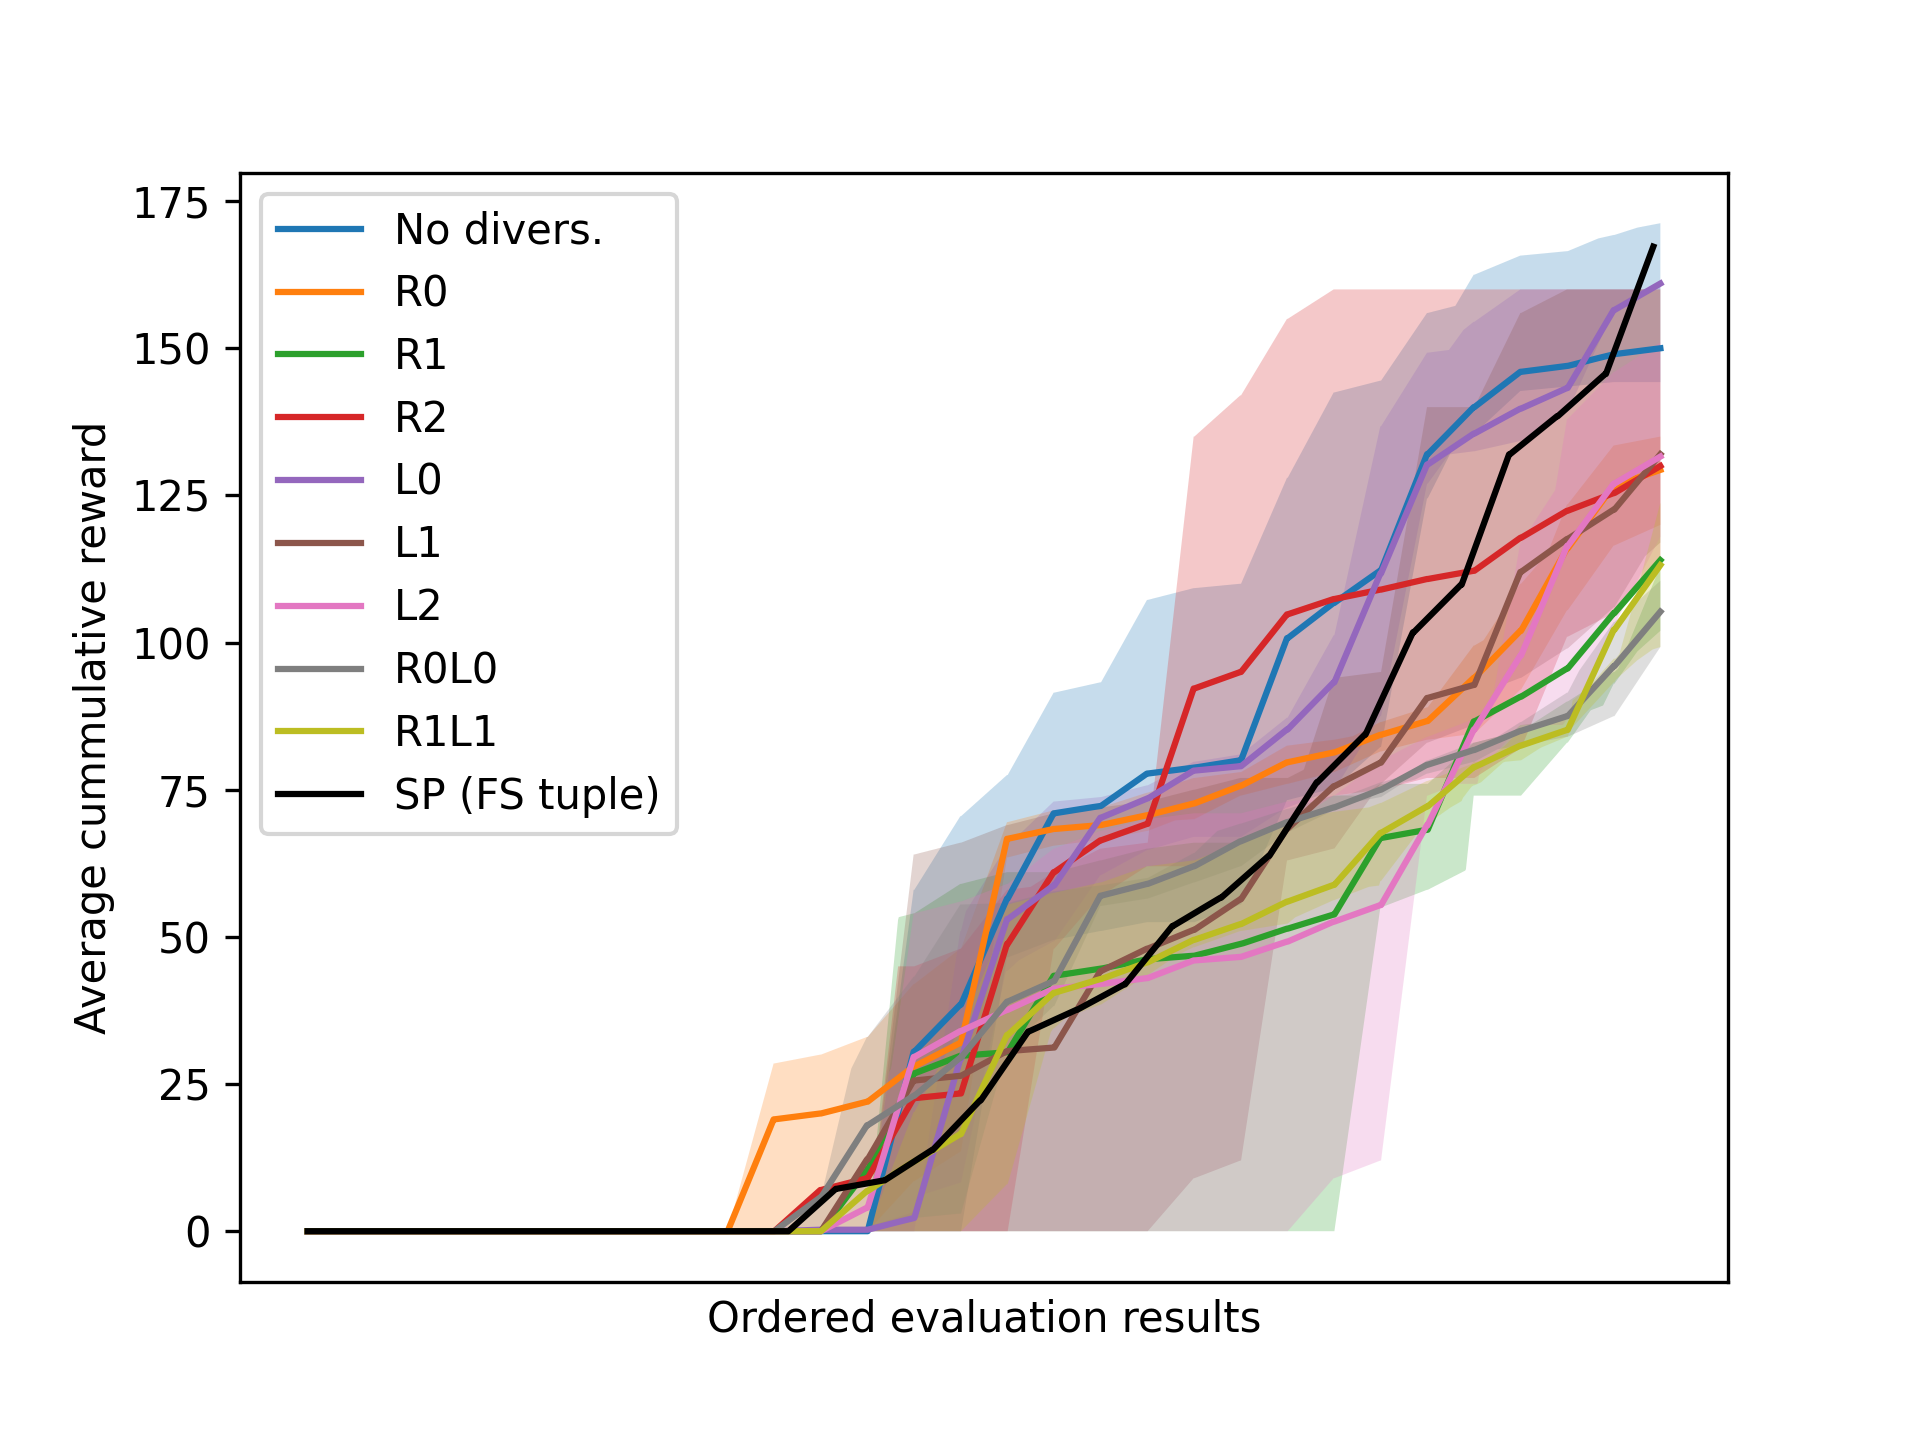 175
150
125
100
75
50
25
0
Average cummulative reward
No divers.
R0
R1
R2
L0
L1
L2
R0L0
R1L1
SP (FS tuple)
Ordered evaluation results